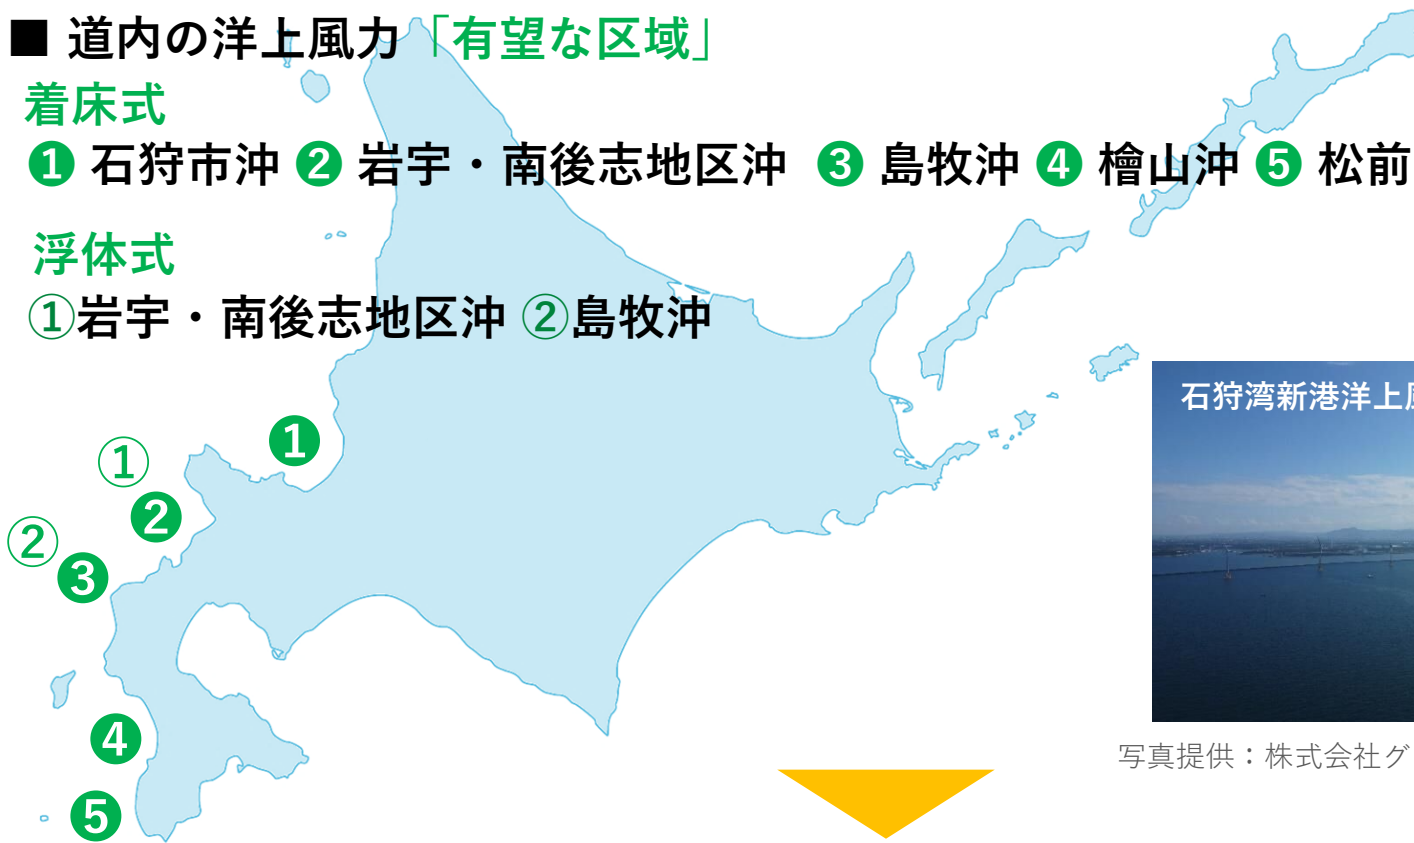 ■ 道内の洋上風力「有望な区域」
着床式
❶ 石狩市沖 ❷ 岩宇・南後志地区沖 ❸ 島牧沖 ❹ 檜山沖 ❺ 松前
浮体式
①岩宇・南後志地区沖 ②島牧沖
石狩湾新港洋上
❶
①
❷
②
❸
❹
❺
写真提供：株式会社グ